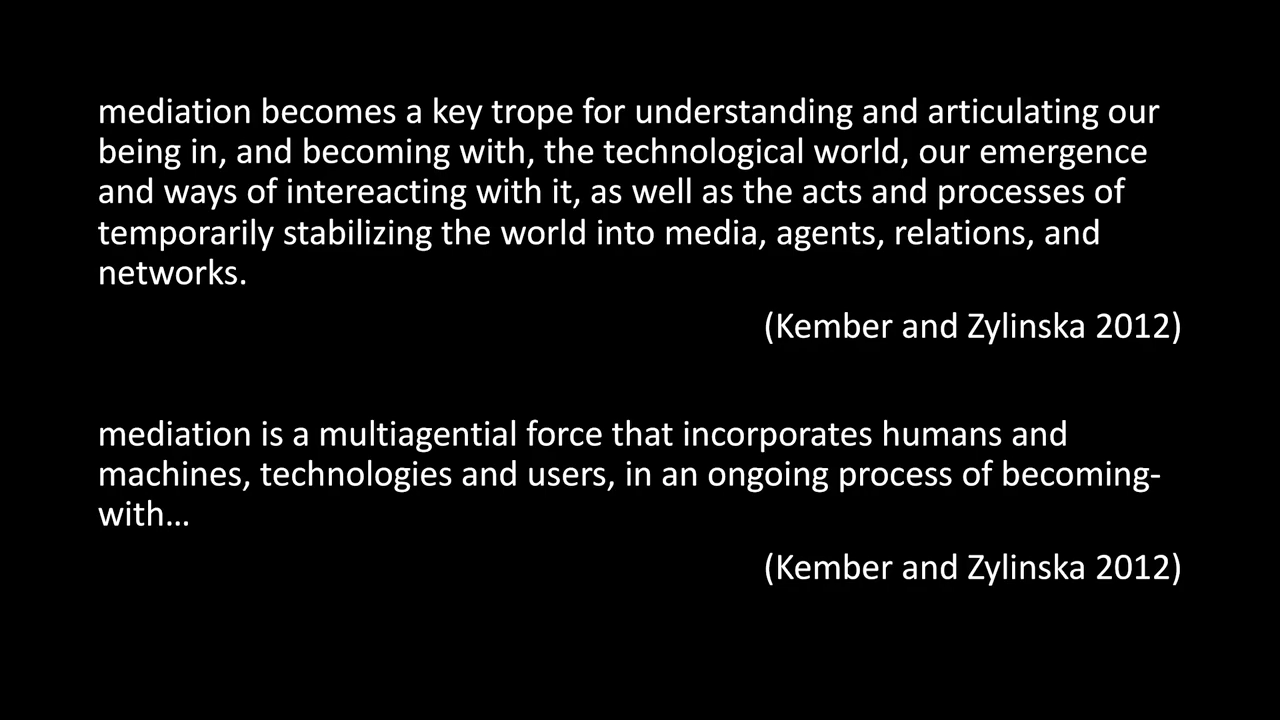 mediation becomes a key trope for understanding and articulating our
being in, and becoming with, the technological world, our emergence
and ways of intereacting with it, as well as the acts and processes of
temporarily stabilizing the world into media, agents, relations, and
networks.
(Kember and Zylinska 2012)
mediation is a multiagential force that incorporates humans and
machines, technologies and users, in an ongoing process of becoming-
with…
(Kember and Zylinska 2012)